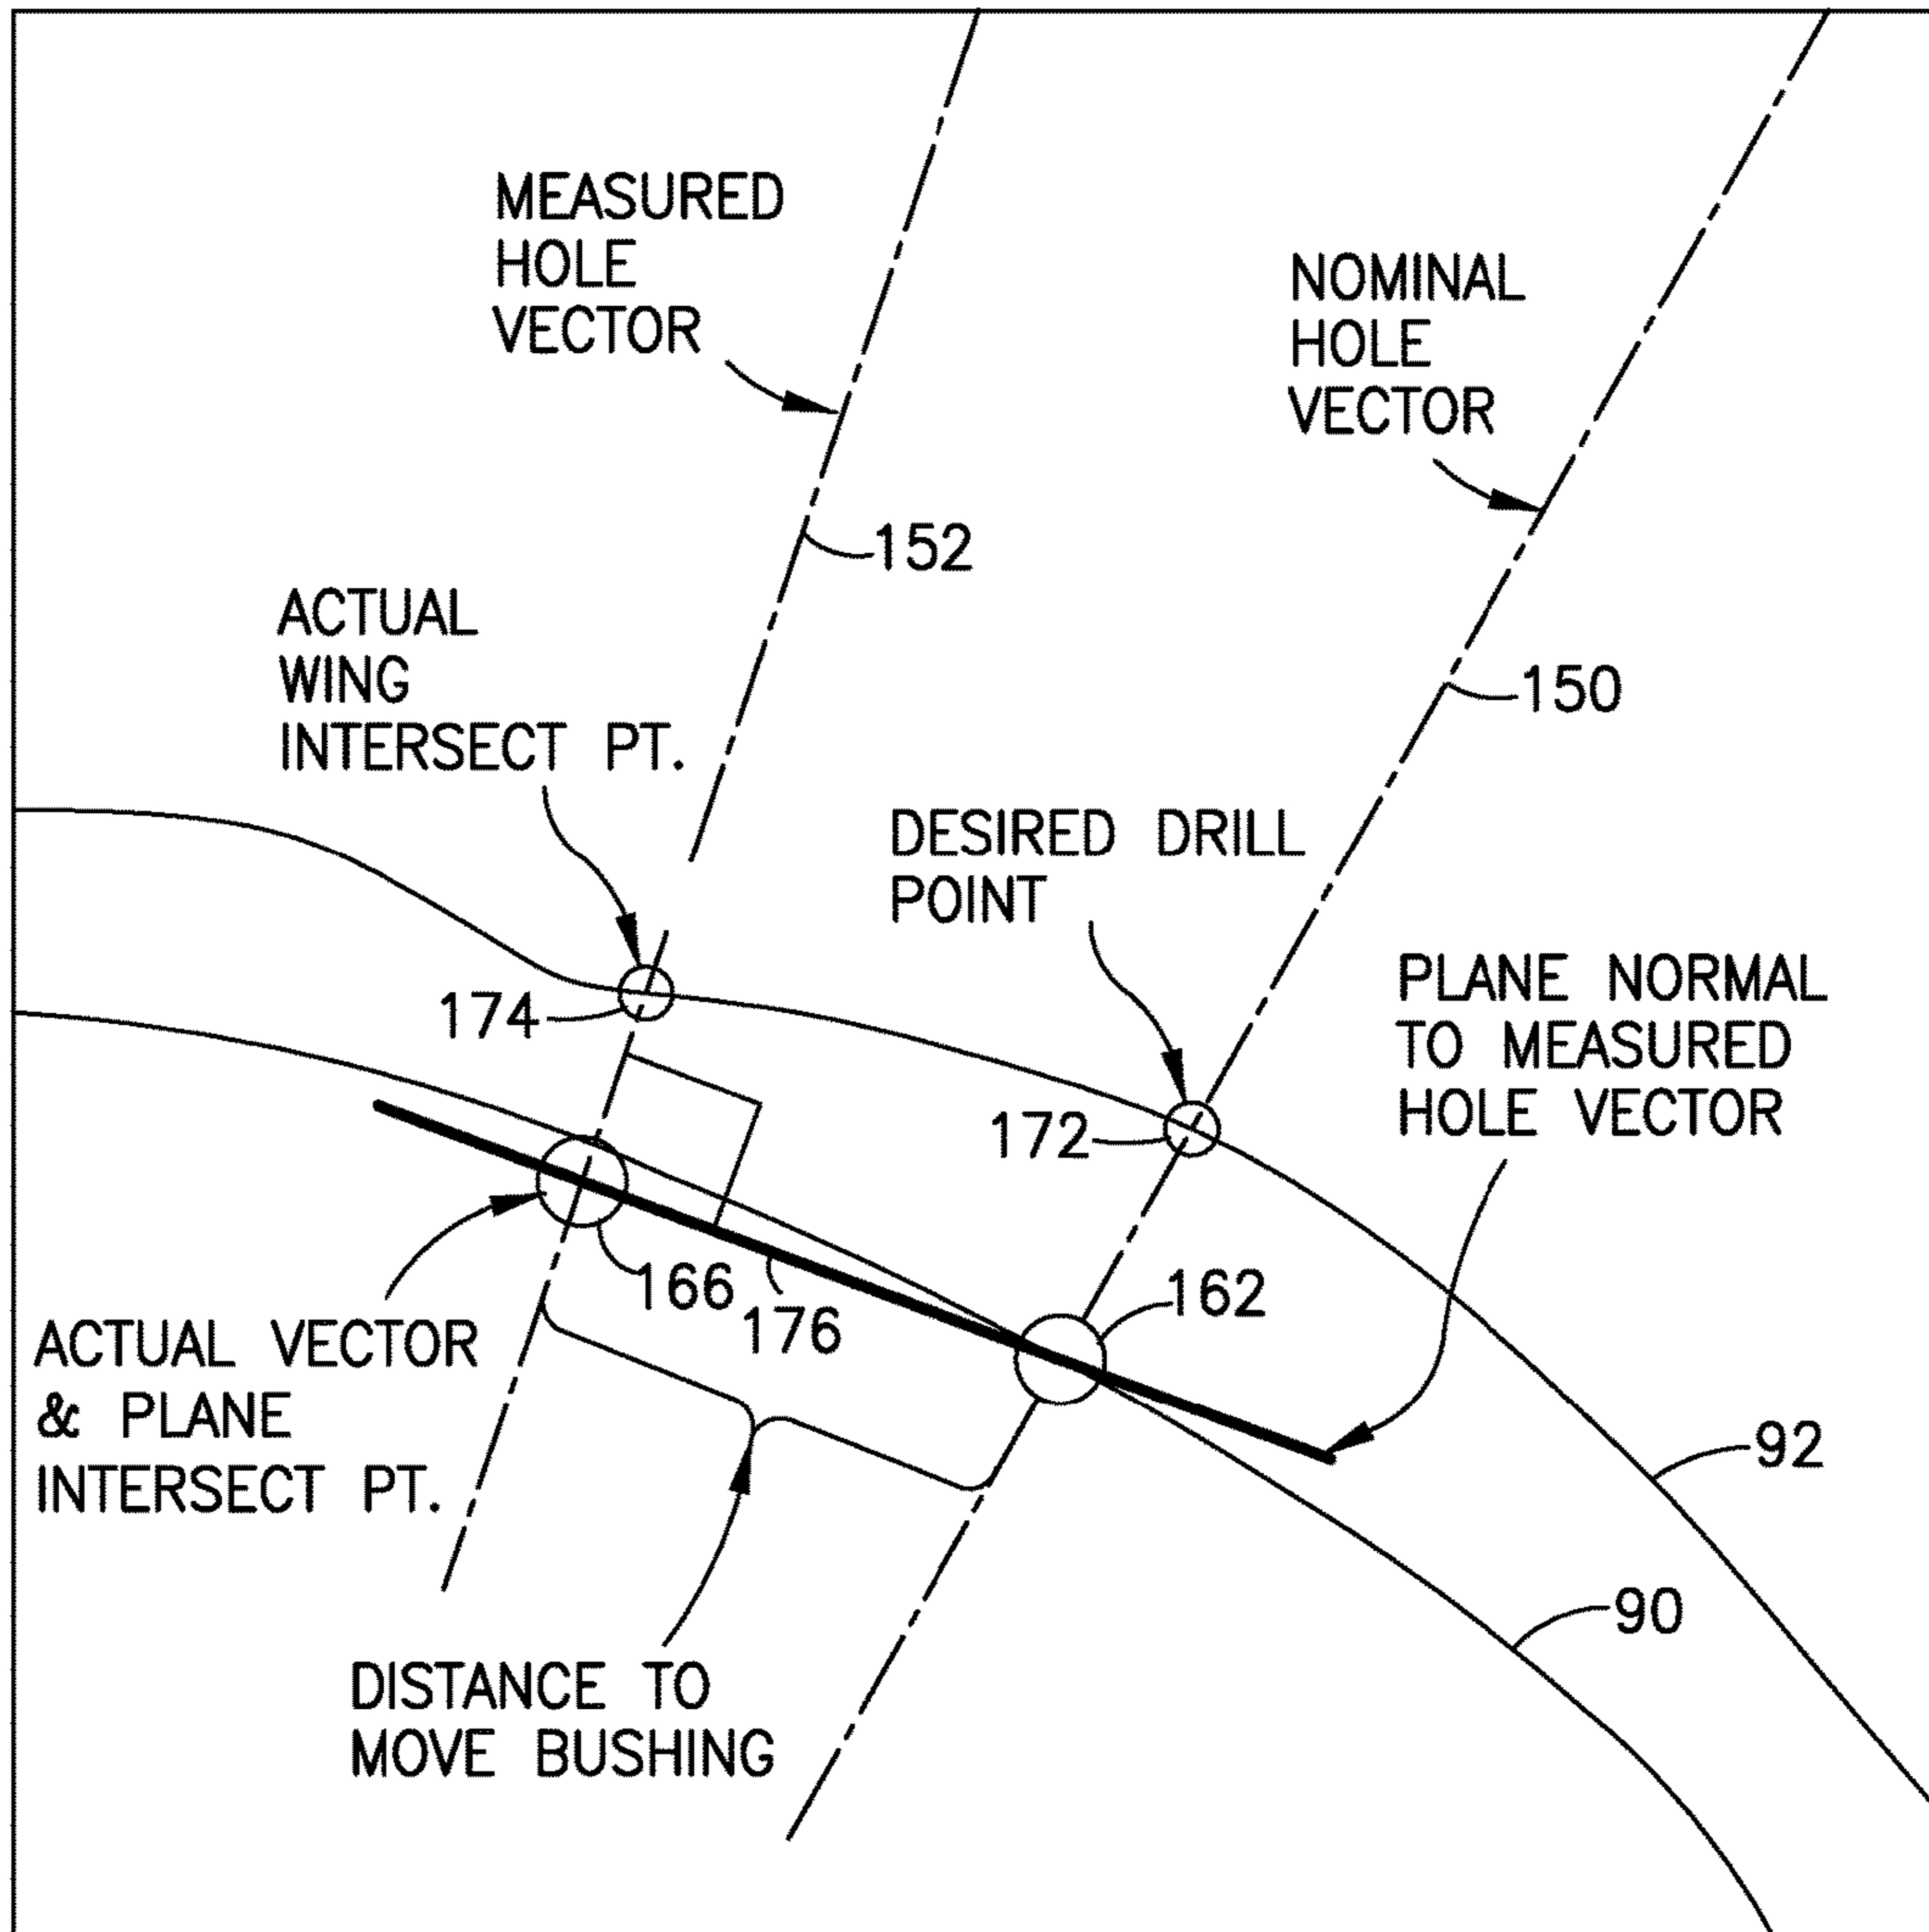 MEASURED
HOLE
VECTOR
NOMINAL
HOLE
VECTOR
152
ACTUAL
WING
INTERSECT PT.
150
DESIRED DRILL
POINT
PLANE NORMAL
TO MEASURED
HOLE VECTOR
174
172
166
176
162
ACTUAL VECTOR
& PLANE
INTERSECT PT.
92
90
DISTANCE TO
MOVE BUSHING